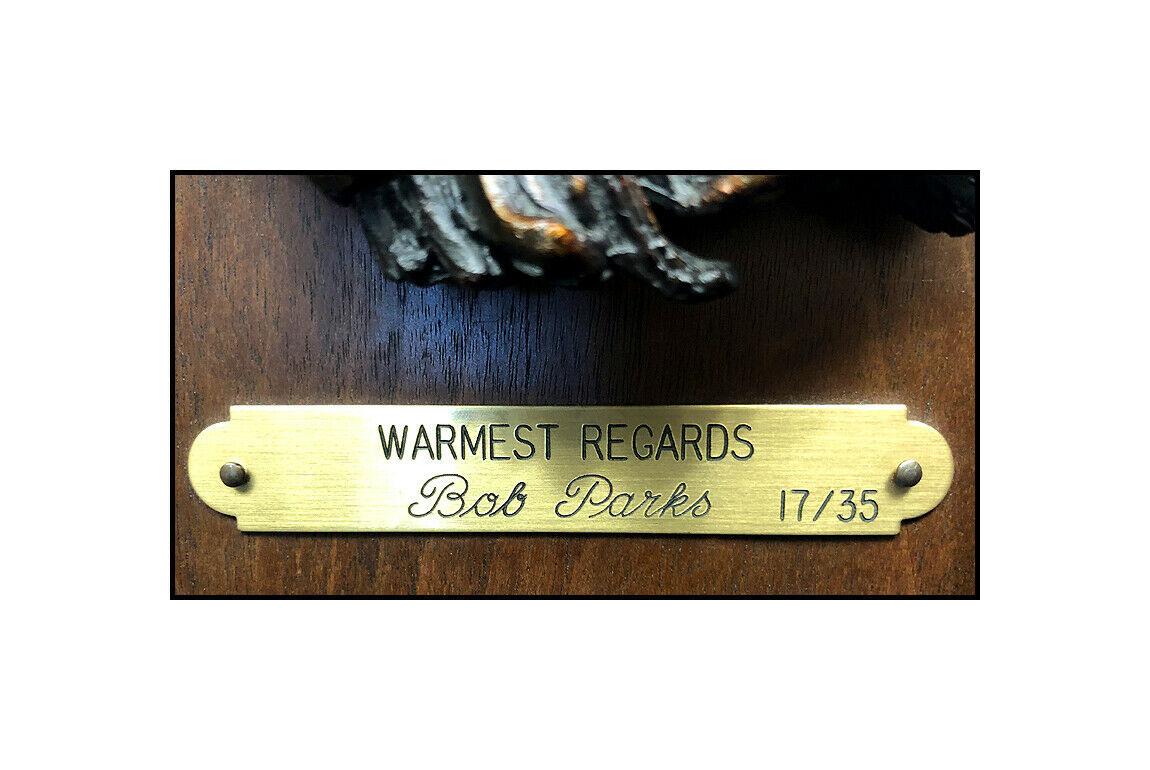 WARMEST REGARDS
Bob Parks 17/35